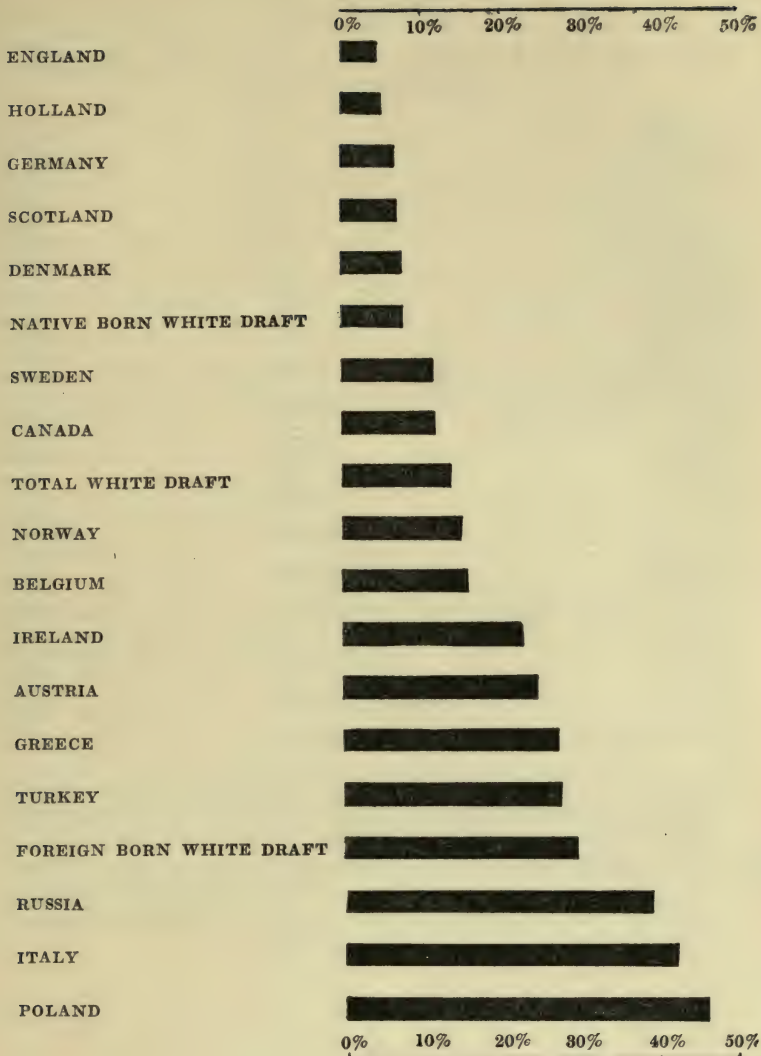 0% 10% 20% 30% 40% 50%
ENGLAND
HOLLAND
GERMANY
SCOTLAND
DENMARK
NATIVE BORN WHITE DRAFT
SWEDEN
CANADA
TOTAL WHITE DRAFT
NORWAY
BELGIUM
IRELAND
AUSTRIA
GREECE
TURKEY
FOREIGN BORN WHITE DRAFT
RUSSIA
ITALY
POLAND
0% 10% 20% 30% 40% 50%